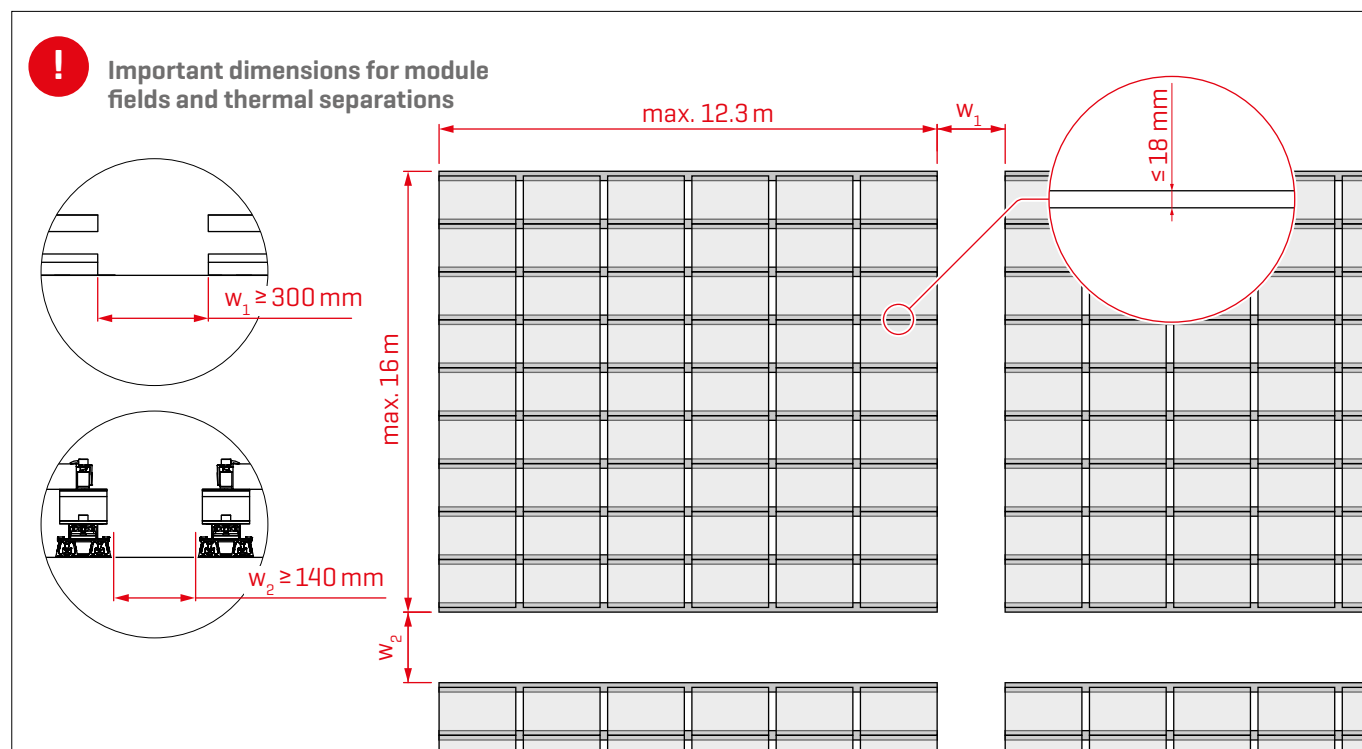 !
Important dimensions for module
fields and thermal separations
max. 12.3 m
w₁
≤ 18 mm
w₁ ≥ 300 mm
max. 16 m
w₂ ≥ 140 mm
w₂